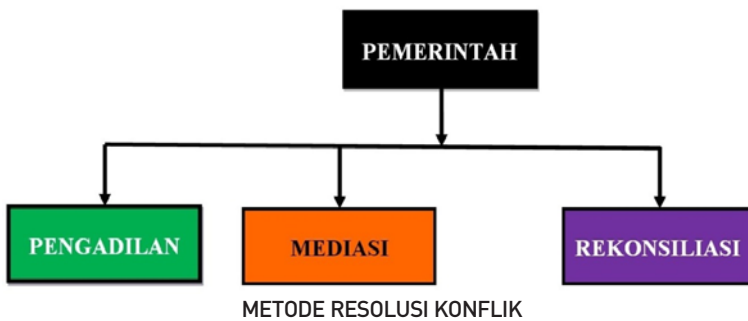 PEMERINTAH
PENGADILAN
MEDIASI
REKONSILIASI
METODE RESOLUSI KONFLIK